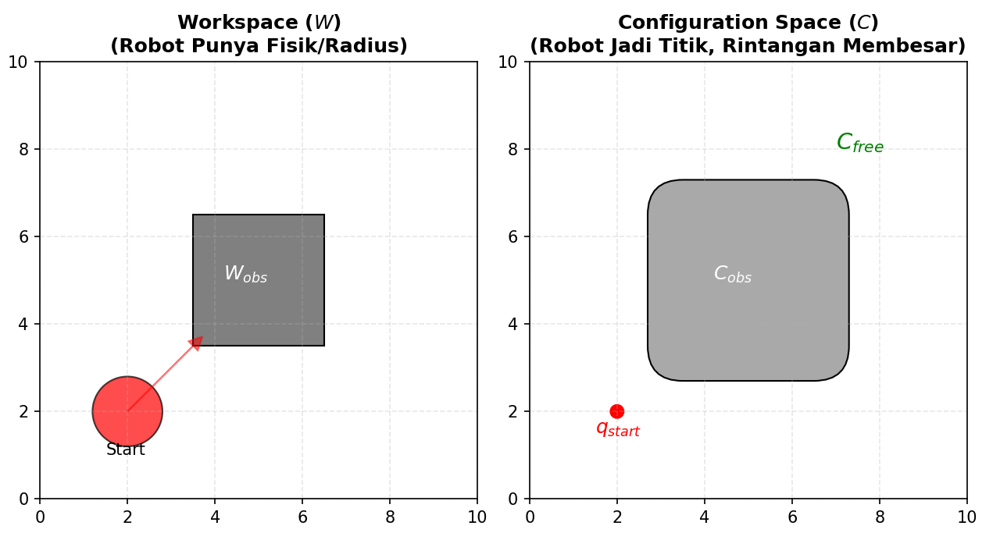 Workspace (W)
(Robot Punya Fisik/Radius)
10
8
6
4
2
0
0 2 4 6 8 10
W_obs
Start
Configuration Space (C)
(Robot Jadi Titik, Rintangan Membesar)
10
8
6
4
2
0
0 2 4 6 8 10
C_free
C_obs
q_start